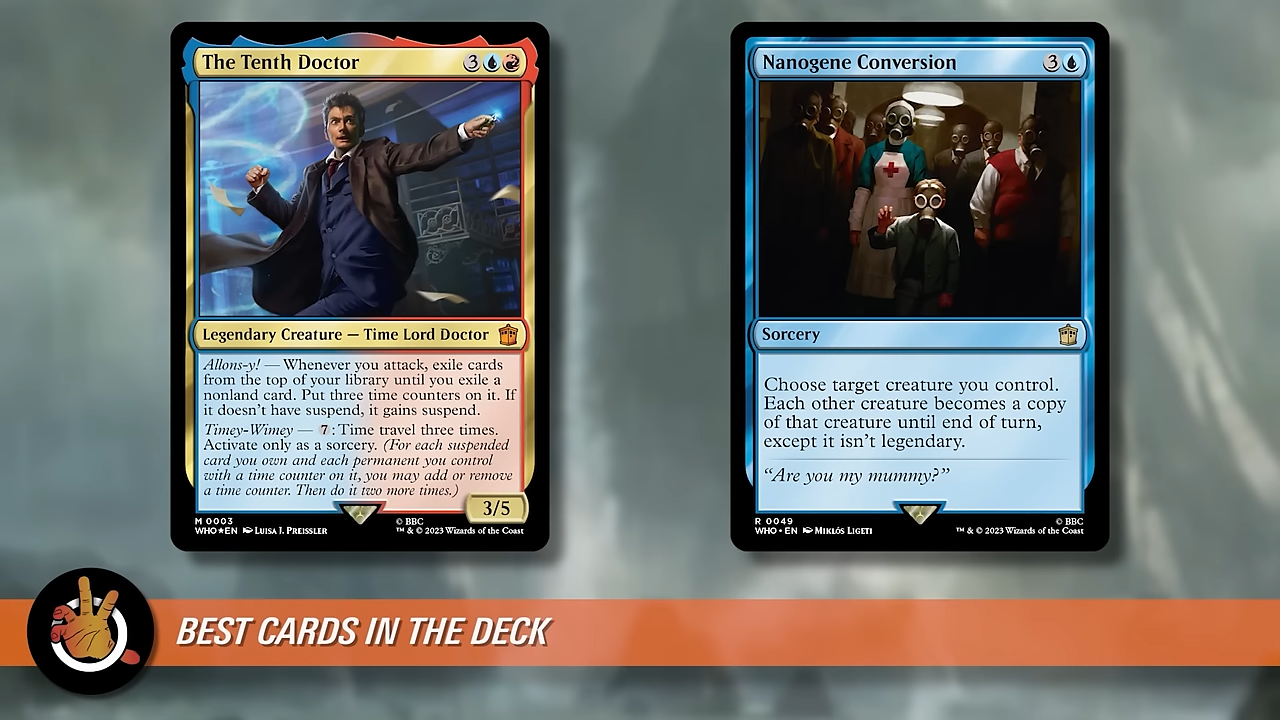 The Tenth Doctor 3
Allons-y! — Whenever you attack, exile cards
from the top of your library until you exile a
nonland card. Put three time counters on it. If
it doesn't have suspend, it gains suspend.
Timey-Wimey — 7: Time travel three times.
Activate only as a sorcery. (For each suspended
card you own and each permanent you control
with a time counter on it, you may add or remove
a time counter. Then do it two more times.)
Legendary Creature — Time Lord Doctor
3/5
M 0003
WHO★EN Luisa J. Preissler
© BBC
™ & © 2023 Wizards of the Coast
Nanogene Conversion 3
Sorcery
Choose target creature you control.
Each other creature becomes a copy
of that creature until end of turn,
except it isn't legendary.
"Are you my mummy?"
R 0049
WHO • EN Miklós Ligeti
© BBC
™ & © 2023 Wizards of the Coast
BEST CARDS IN THE DECK